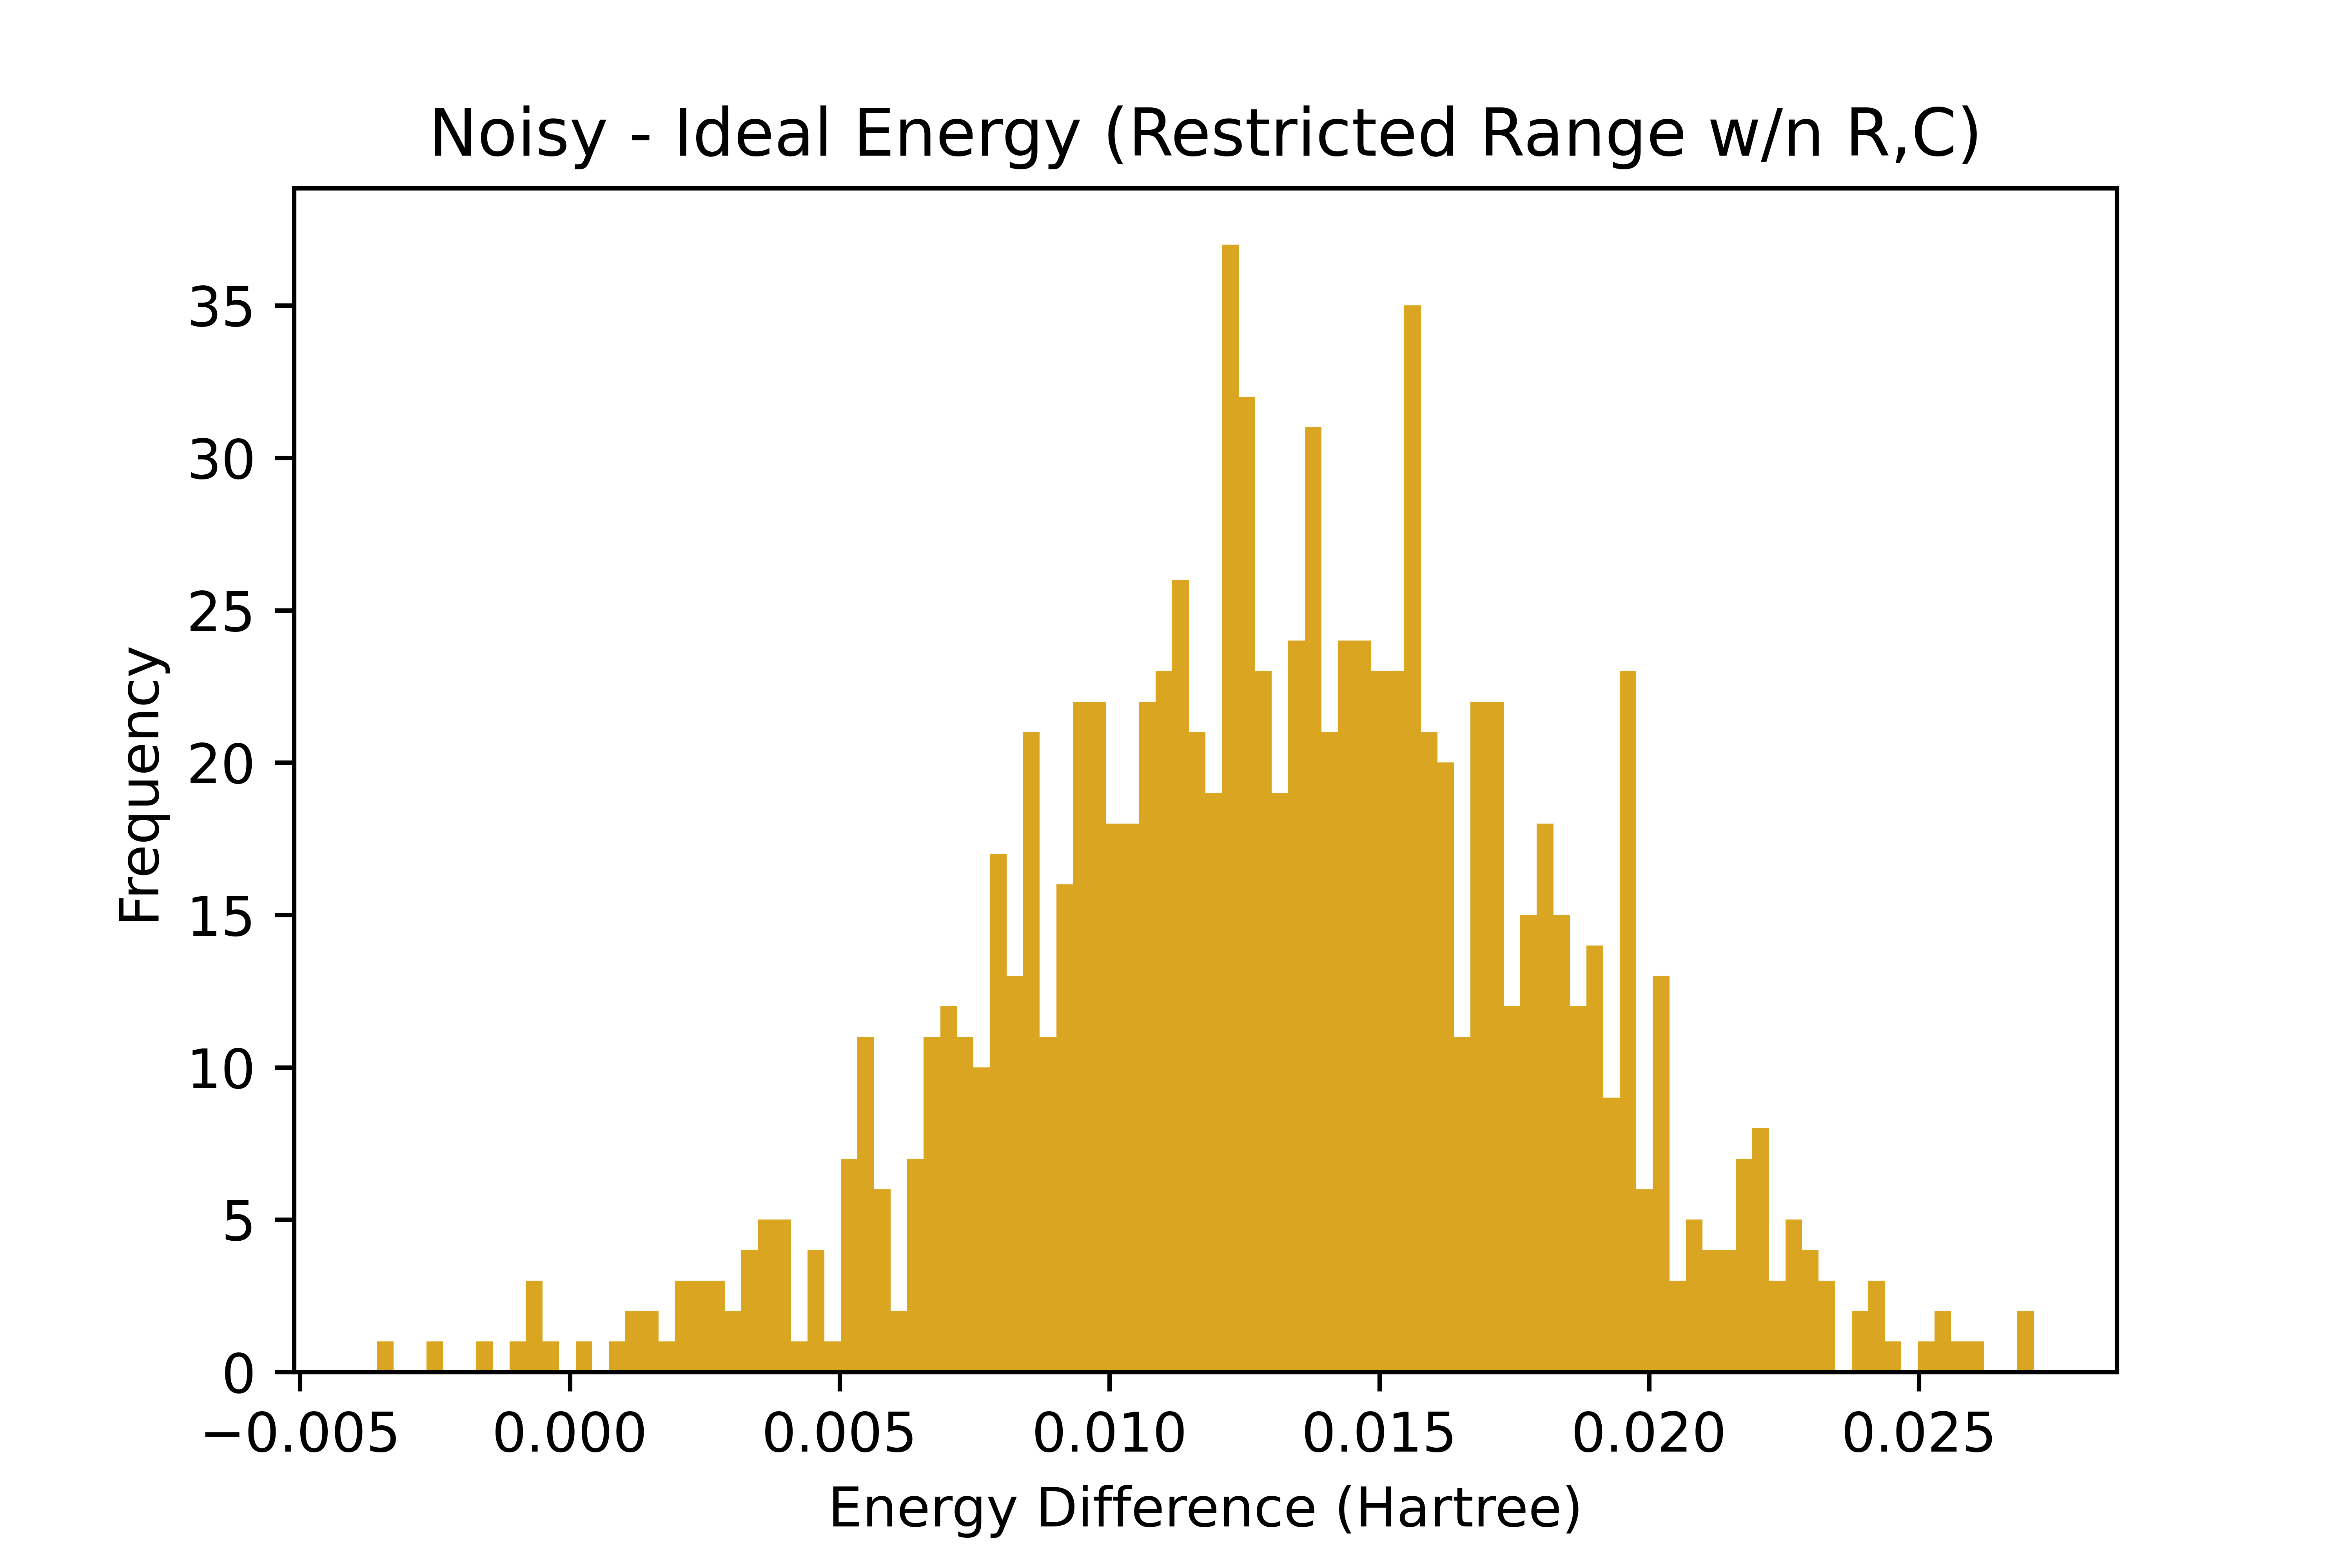 Noisy - Ideal Energy (Restricted Range w/n R,C)
35
30
25
20
15
10
5
0
Frequency
−0.005 0.000 0.005 0.010 0.015 0.020 0.025
Energy Difference (Hartree)